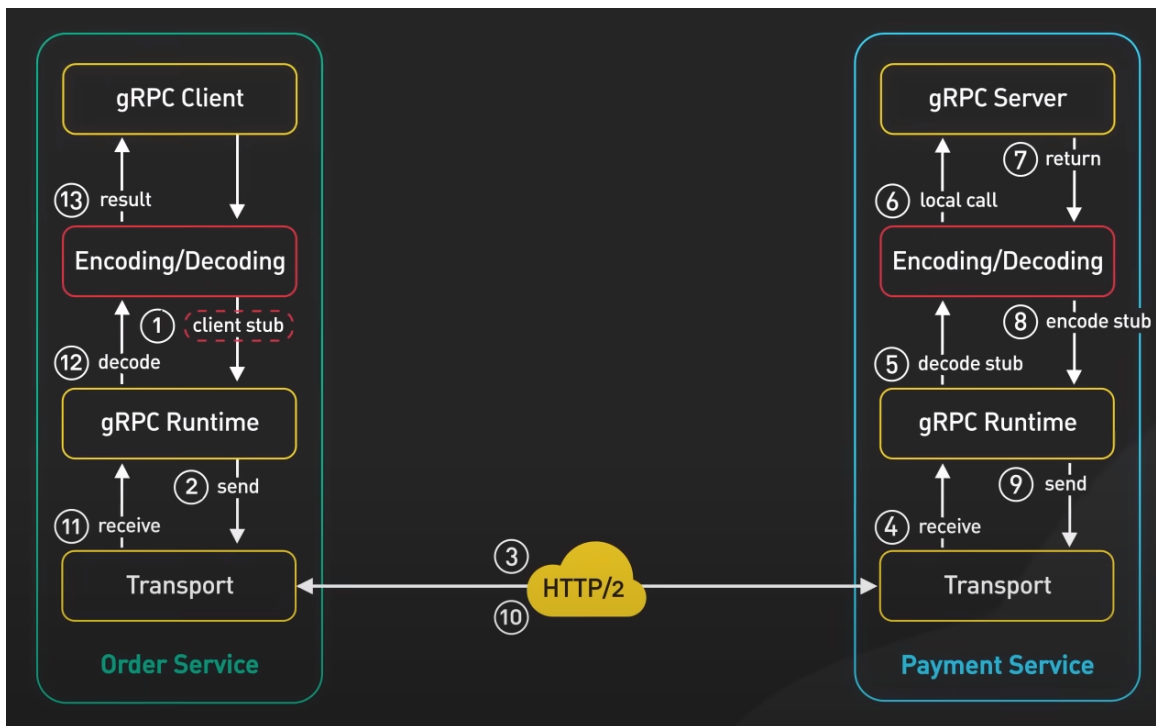 gRPC Client
13 result
Encoding/Decoding
1 client stub
12 decode
gRPC Runtime
2 send
11 receive
Transport
Order Service
3
HTTP/2
10
gRPC Server
7 return
6 local call
Encoding/Decoding
8 encode stub
5 decode stub
gRPC Runtime
9 send
4 receive
Transport
Payment Service